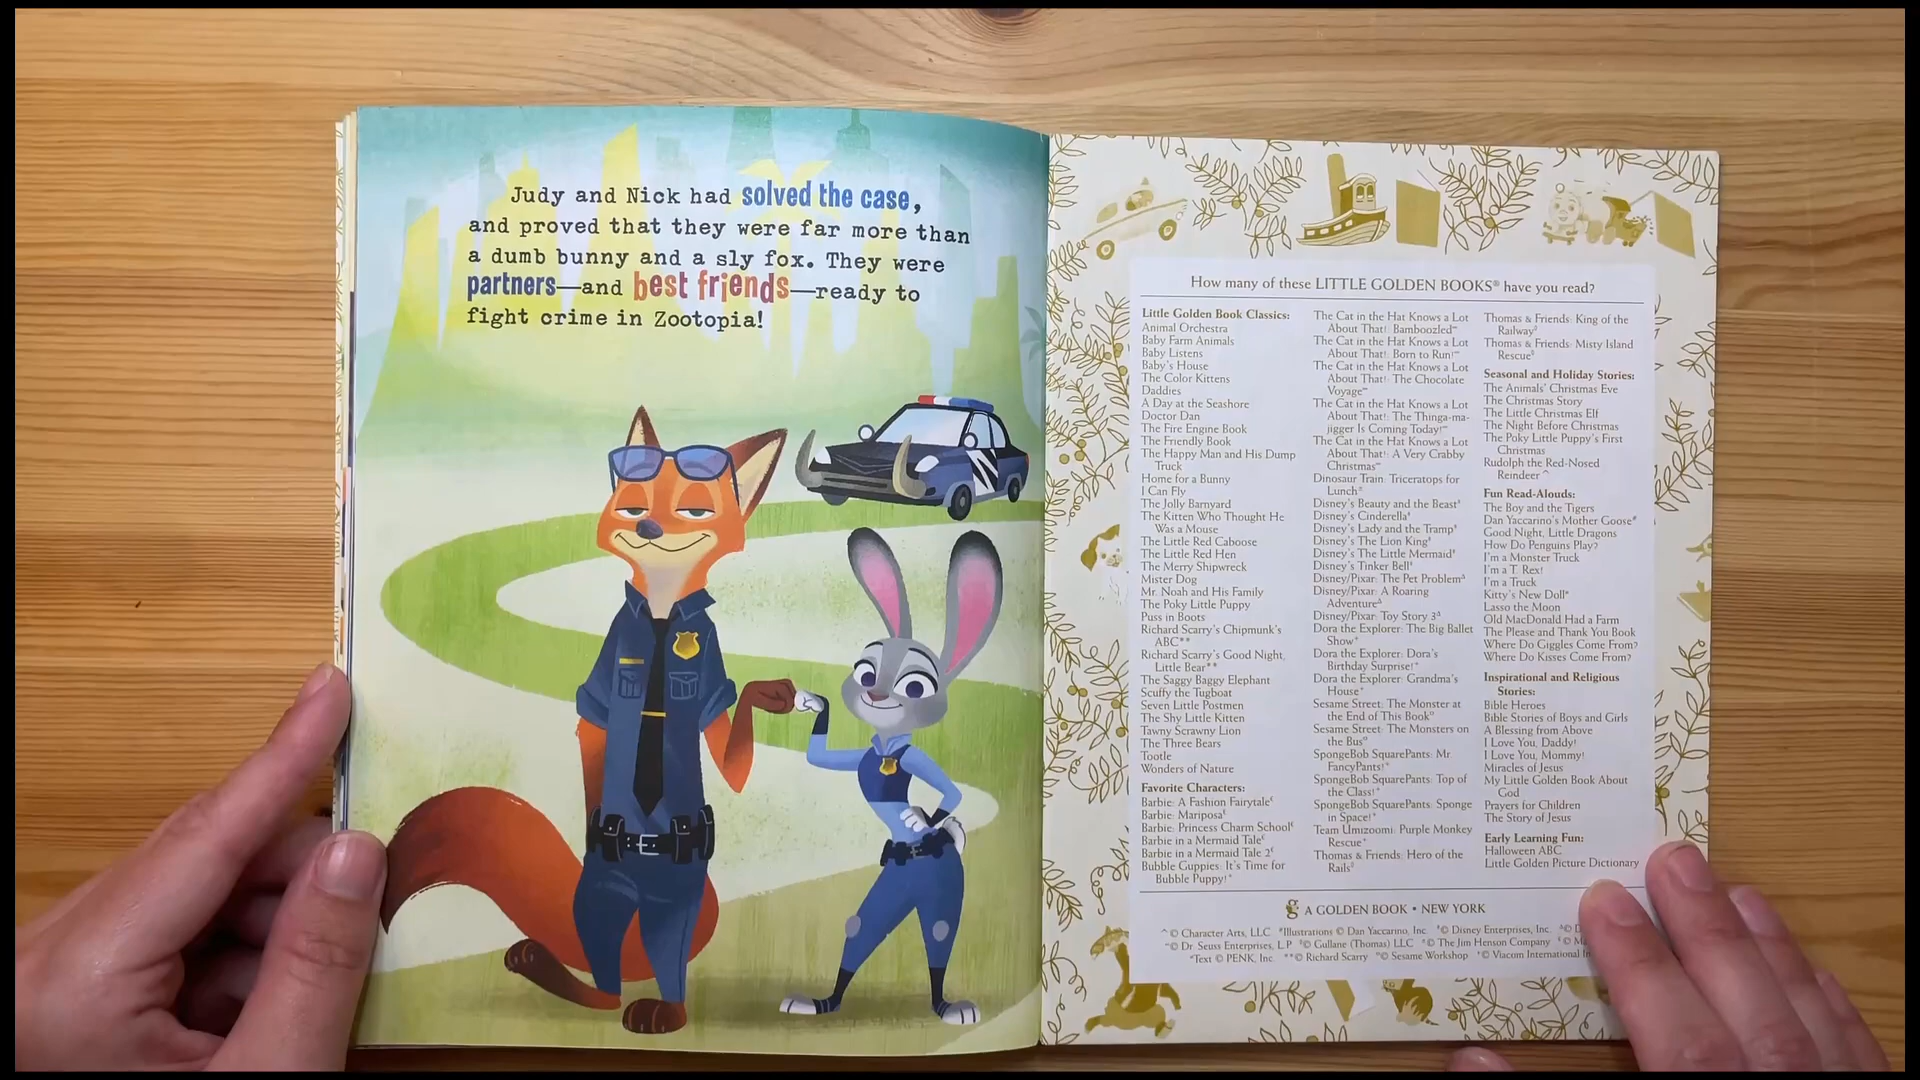 Judy and Nick had solved the case,
and proved that they were far more than
a dumb bunny and a sly fox. They were
partners—and best friends—ready to
fight crime in Zootopia!
How many of these LITTLE GOLDEN BOOKS® have you read?
Little Golden Book Classics:
Animal Orchestra
Baby Farm Animals
Baby Listens
Baby's House
The Color Kittens
Daddies
A Day at the Seashore
Doctor Dan
The Fire Engine Book
The Friendly Book
The Happy Man and His Dump
Truck
Home for a Bunny
I Can Fly
The Jolly Barnyard
The Kitten Who Thought He
Was a Mouse
The Little Red Caboose
The Little Red Hen
The Merry Shipwreck
Mister Dog
Mr. Noah and His Family
The Poky Little Puppy
Puss in Boots
Richard Scarry's Chipmunk's
ABC**
Richard Scarry's Good Night,
Little Bear**
The Saggy Baggy Elephant
Scuffy the Tugboat
Seven Little Postmen
The Shy Little Kitten
Tawny Scrawny Lion
The Three Bears
Tootle
Wonders of Nature
Favorite Characters:
Barbie: A Fashion Fairytale
Barbie: Mariposa
Barbie: Princess Charm School
Barbie in a Mermaid Tale
Barbie in a Mermaid Tale 2
Bubble Guppies: It's Time for
Bubble Puppy!
The Cat in the Hat Knows a Lot
About That!: Bamboozled
The Cat in the Hat Knows a Lot
About That!: Born to Run!
The Cat in the Hat Knows a Lot
About That!: The Chocolate
Voyage
The Cat in the Hat Knows a Lot
About That!: The Thinga-ma-
jigger Is Coming Today!
The Cat in the Hat Knows a Lot
About That!: A Very Crabby
Christmas
Dinosaur Train: Triceratops for
Lunch
Disney's Beauty and the Beast
Disney's Cinderella
Disney's Lady and the Tramp
Disney's The Lion King
Disney's The Little Mermaid
Disney's Tinker Bell
Disney/Pixar: The Pet Problem
Disney/Pixar: A Roaring
Adventure
Disney/Pixar: Toy Story 3
Dora the Explorer: The Big Ballet
Show
Dora the Explorer: Dora's
Birthday Surprise!
Dora the Explorer: Grandma's
House
Sesame Street: The Monster at
the End of This Book
Sesame Street: The Monsters on
the Bus
SpongeBob SquarePants: Mr.
FancyPants!
SpongeBob SquarePants: Top of
the Class!
SpongeBob SquarePants: Sponge
in Space!
Team Umizoomi: Purple Monkey
Rescue
Thomas & Friends: Hero of the
Rails
Thomas & Friends: King of the
Railway
Thomas & Friends: Misty Island
Rescue
Seasonal and Holiday Stories:
The Animals' Christmas Eve
The Christmas Story
The Little Christmas Elf
The Night Before Christmas
The Poky Little Puppy's First
Christmas
Rudolph the Red-Nosed
Reindeer^
Fun Read-Alouds:
The Boy and the Tigers
Dan Yaccarino's Mother Goose
Good Night, Little Dragons
How Do Penguins Play?
I'm a Monster Truck
I'm a T. Rex!
I'm a Truck
Kitty's New Doll
Lasso the Moon
Old MacDonald Had a Farm
The Please and Thank You Book
Where Do Giggles Come From?
Where Do Kisses Come From?
Inspirational and Religious
Stories:
Bible Heroes
Bible Stories of Boys and Girls
A Blessing from Above
I Love You, Daddy!
I Love You, Mommy!
Miracles of Jesus
My Little Golden Book About
God
Prayers for Children
The Story of Jesus
Early Learning Fun:
Halloween ABC
Little Golden Picture Dictionary
A GOLDEN BOOK • NEW YORK
^© Character Arts, LLC Illustrations © Dan Yaccarino, Inc. © Disney Enterprises, Inc.
© Dr. Seuss Enterprises, L.P. © Gullane (Thomas) LLC © The Jim Henson Company
Text © PENK, Inc. **© Richard Scarry © Sesame Workshop © Viacom International